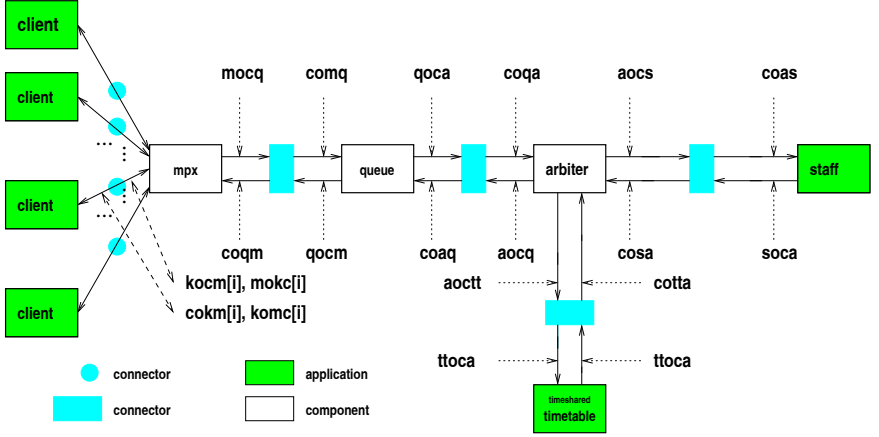 client
client
client
client
...
...
...
...
mocq
comq
qoca
coqa
aocs
coas
mpx
queue
arbiter
staff
coqm
qocm
coaq
aocq
cosa
soca
kocm[i], mokc[i]
cokm[i], komc[i]
aoctt
cotta
ttoca
ttoca
timeshared
timetable
connector
application
connector
component